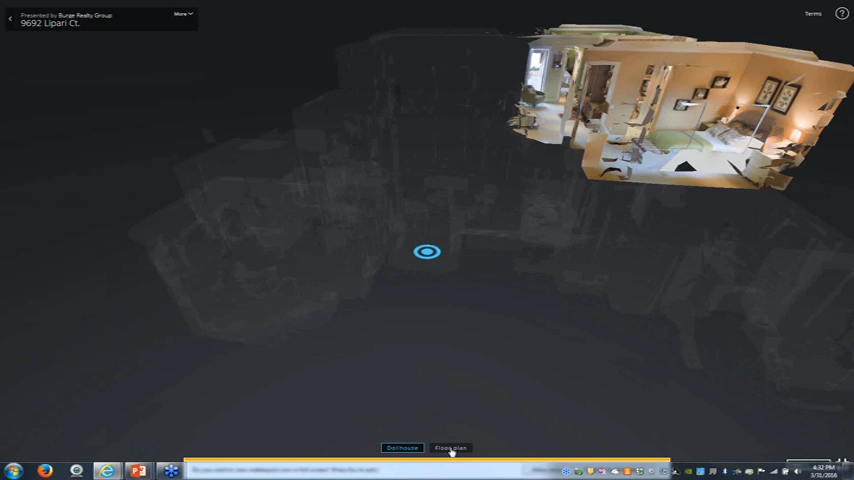 Presented by Burge Realty Group
9692 Lipari Ct.
More
Terms
?
Dollhouse
Floor plan
4:32 PM
3/31/2016